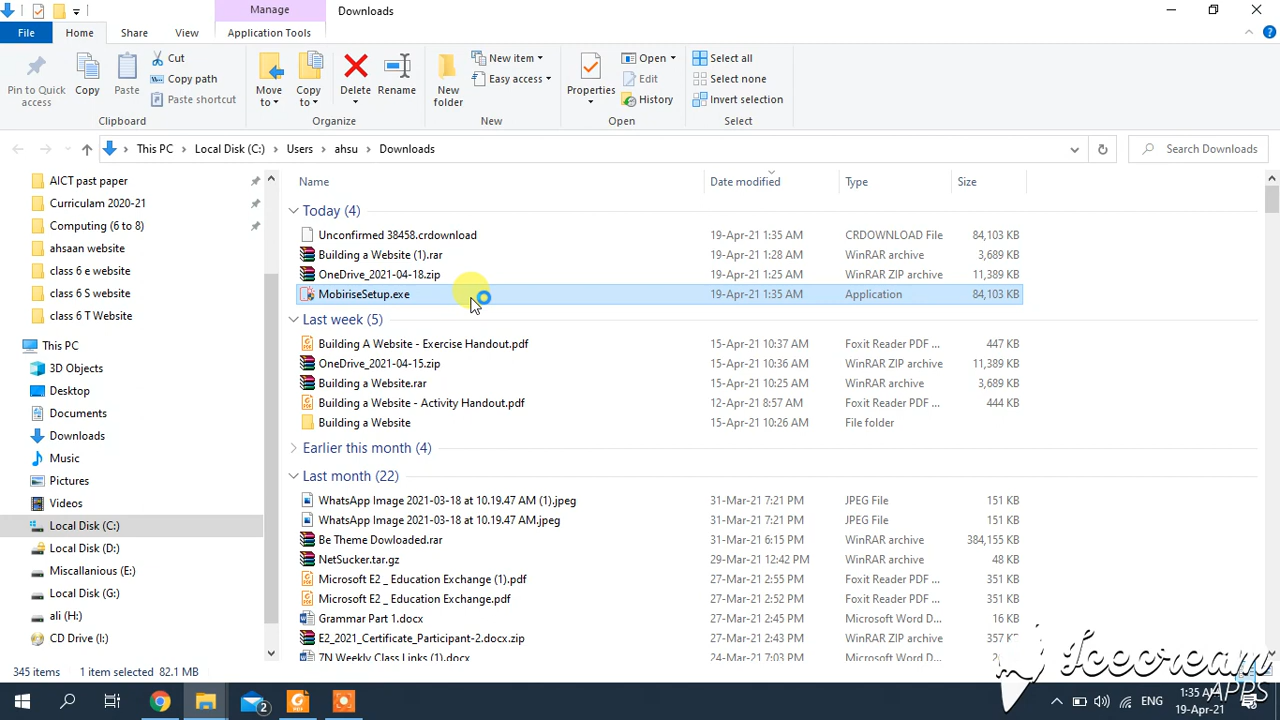 Manage Downloads
File Home Share View Application Tools
Pin to Quick access Copy Paste Cut Copy path Paste shortcut Clipboard
Move to Copy to Delete Rename Organize
New folder New item Easy access New
Properties Open Edit History Open
Select all Select none Invert selection Select
This PC Local Disk (C:) Users ahsu Downloads Search Downloads
AICT past paper
Curriculam 2020-21
Computing (6 to 8)
ahsaan website
class 6 e website
class 6 S website
class 6 T Website
This PC
3D Objects
Desktop
Documents
Downloads
Music
Pictures
Videos
Local Disk (C:)
Local Disk (D:)
Miscallanious (E:)
Local Disk (G:)
ali (H:)
CD Drive (I:)
Name Date modified Type Size
Today (4)
Unconfirmed 38458.crdownload 19-Apr-21 1:35 AM CRDOWNLOAD File 84,103 KB
Building a Website (1).rar 19-Apr-21 1:28 AM WinRAR archive 3,689 KB
OneDrive_2021-04-18.zip 19-Apr-21 1:25 AM WinRAR ZIP archive 11,389 KB
MobiriseSetup.exe 19-Apr-21 1:35 AM Application 84,103 KB
Last week (5)
Building A Website - Exercise Handout.pdf 15-Apr-21 10:37 AM Foxit Reader PDF ... 447 KB
OneDrive_2021-04-15.zip 15-Apr-21 10:36 AM WinRAR ZIP archive 11,389 KB
Building a Website.rar 15-Apr-21 10:25 AM WinRAR archive 3,689 KB
Building a Website - Activity Handout.pdf 12-Apr-21 8:57 AM Foxit Reader PDF ... 444 KB
Building a Website 15-Apr-21 10:26 AM File folder
Earlier this month (4)
Last month (22)
WhatsApp Image 2021-03-18 at 10.19.47 AM (1).jpeg 31-Mar-21 7:21 PM JPEG File 151 KB
WhatsApp Image 2021-03-18 at 10.19.47 AM.jpeg 31-Mar-21 7:21 PM JPEG File 151 KB
Be Theme Dowloaded.rar 31-Mar-21 6:15 PM WinRAR archive 384,155 KB
NetSucker.tar.gz 29-Mar-21 12:42 PM WinRAR archive 48 KB
Microsoft E2 _ Education Exchange (1).pdf 27-Mar-21 2:55 PM Foxit Reader PDF ... 351 KB
Microsoft E2 _ Education Exchange.pdf 27-Mar-21 2:52 PM Foxit Reader PDF ... 351 KB
Grammar Part 1.docx 27-Mar-21 2:45 PM Microsoft Word D... 16 KB
E2_2021_Certificate_Participant-2.docx.zip 27-Mar-21 2:43 PM WinRAR ZIP archive 357 KB
7N Weekly Class Links (1).docx 24-Mar-21 7:03 PM Microsoft Word D...
345 items 1 item selected 82.1 MB
Icecream APPS
2 ENG 1:35 AM
19-Apr-21